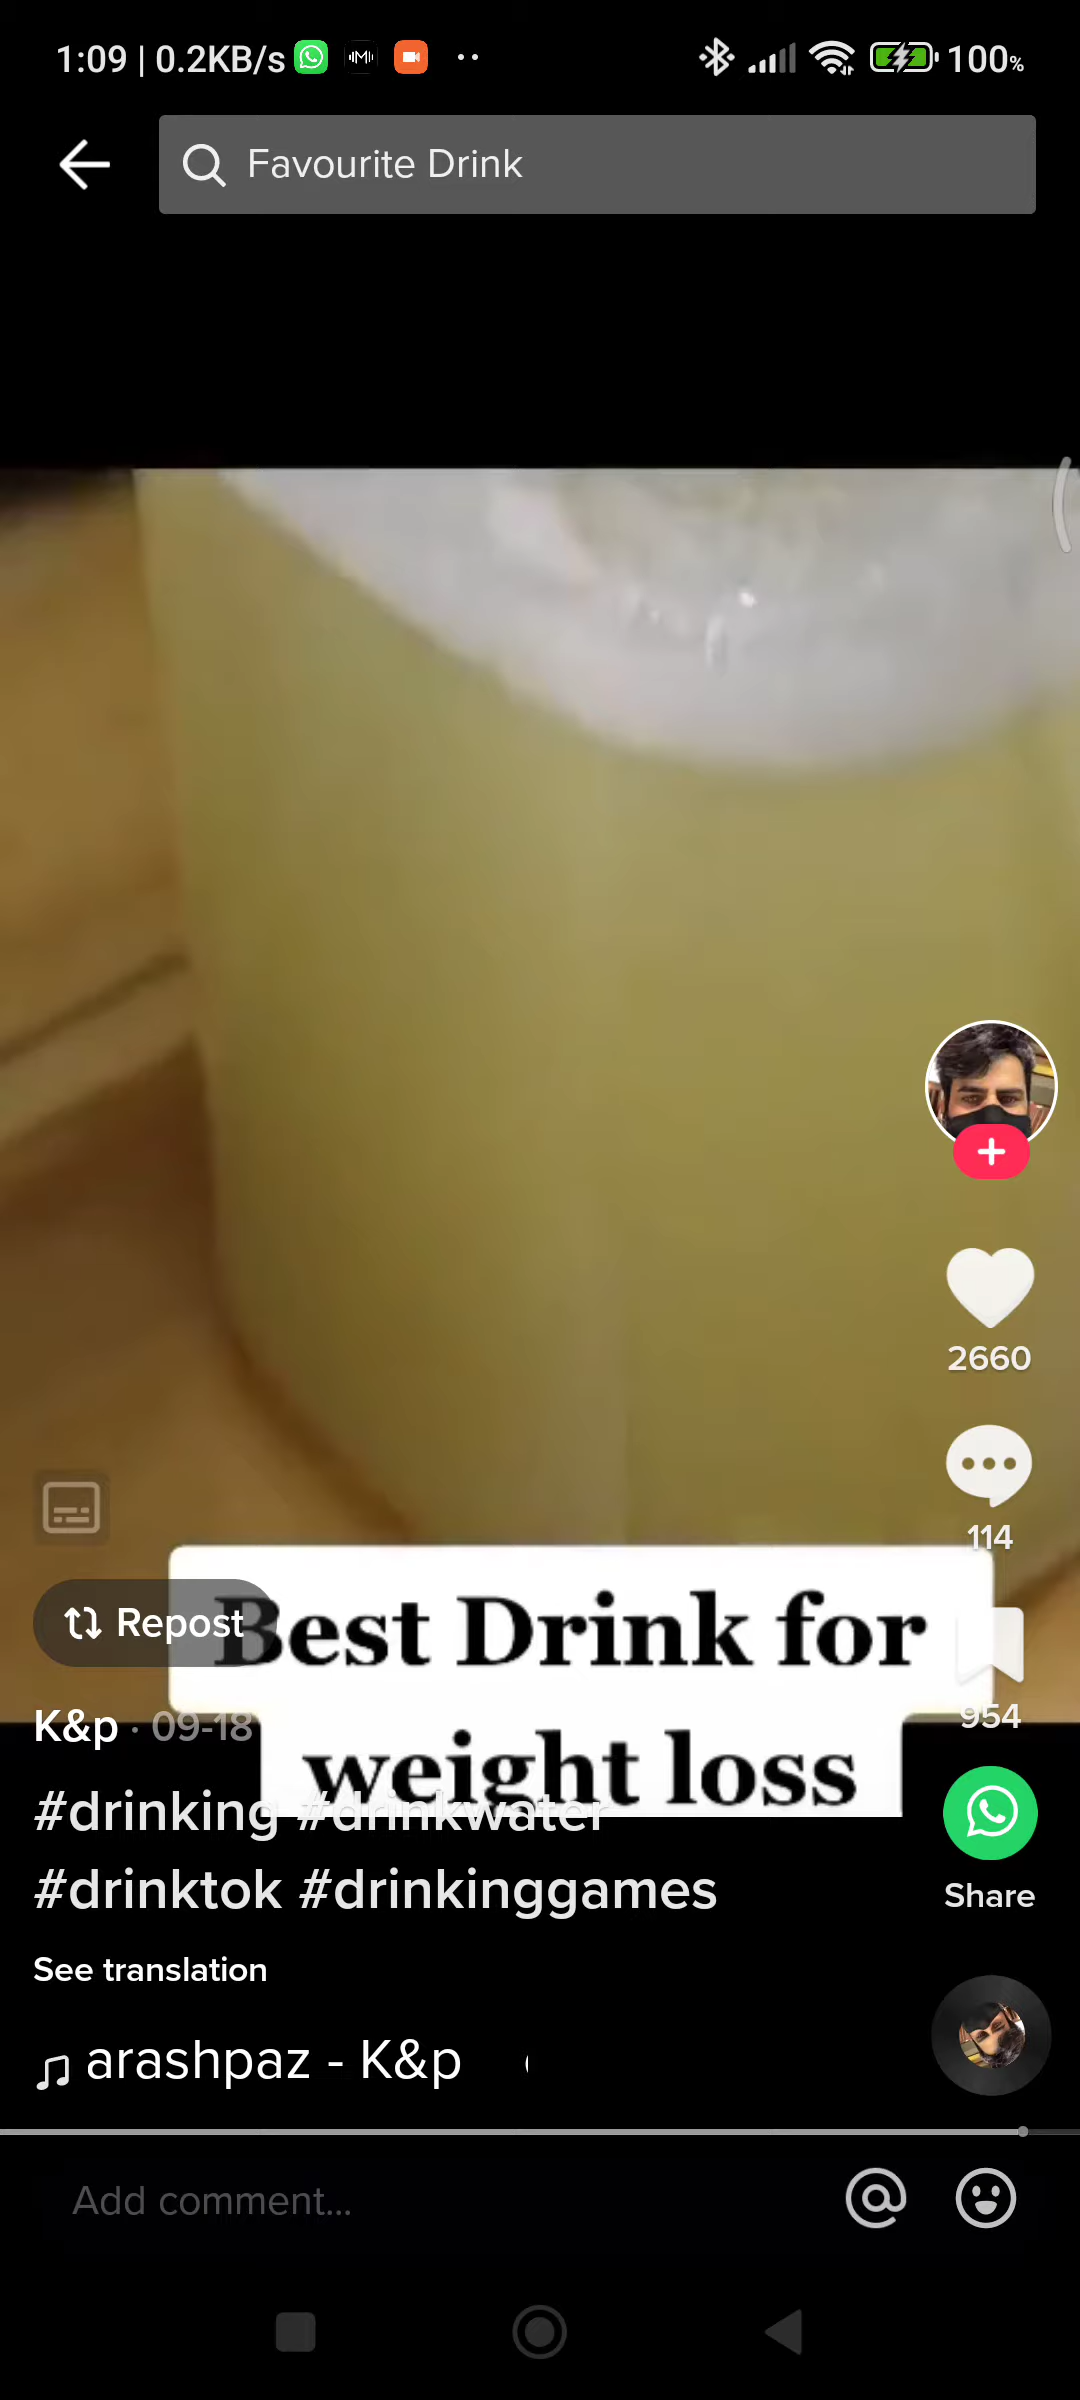 1:09 | 0.2KB/s
100%
Favourite Drink
2660
114
Best Drink for
Repost
954
K&p · 09-18
weight loss
#drinking #drinkwater
#drinktok #drinkinggames
Share
See translation
arashpaz - K&p
Add comment...